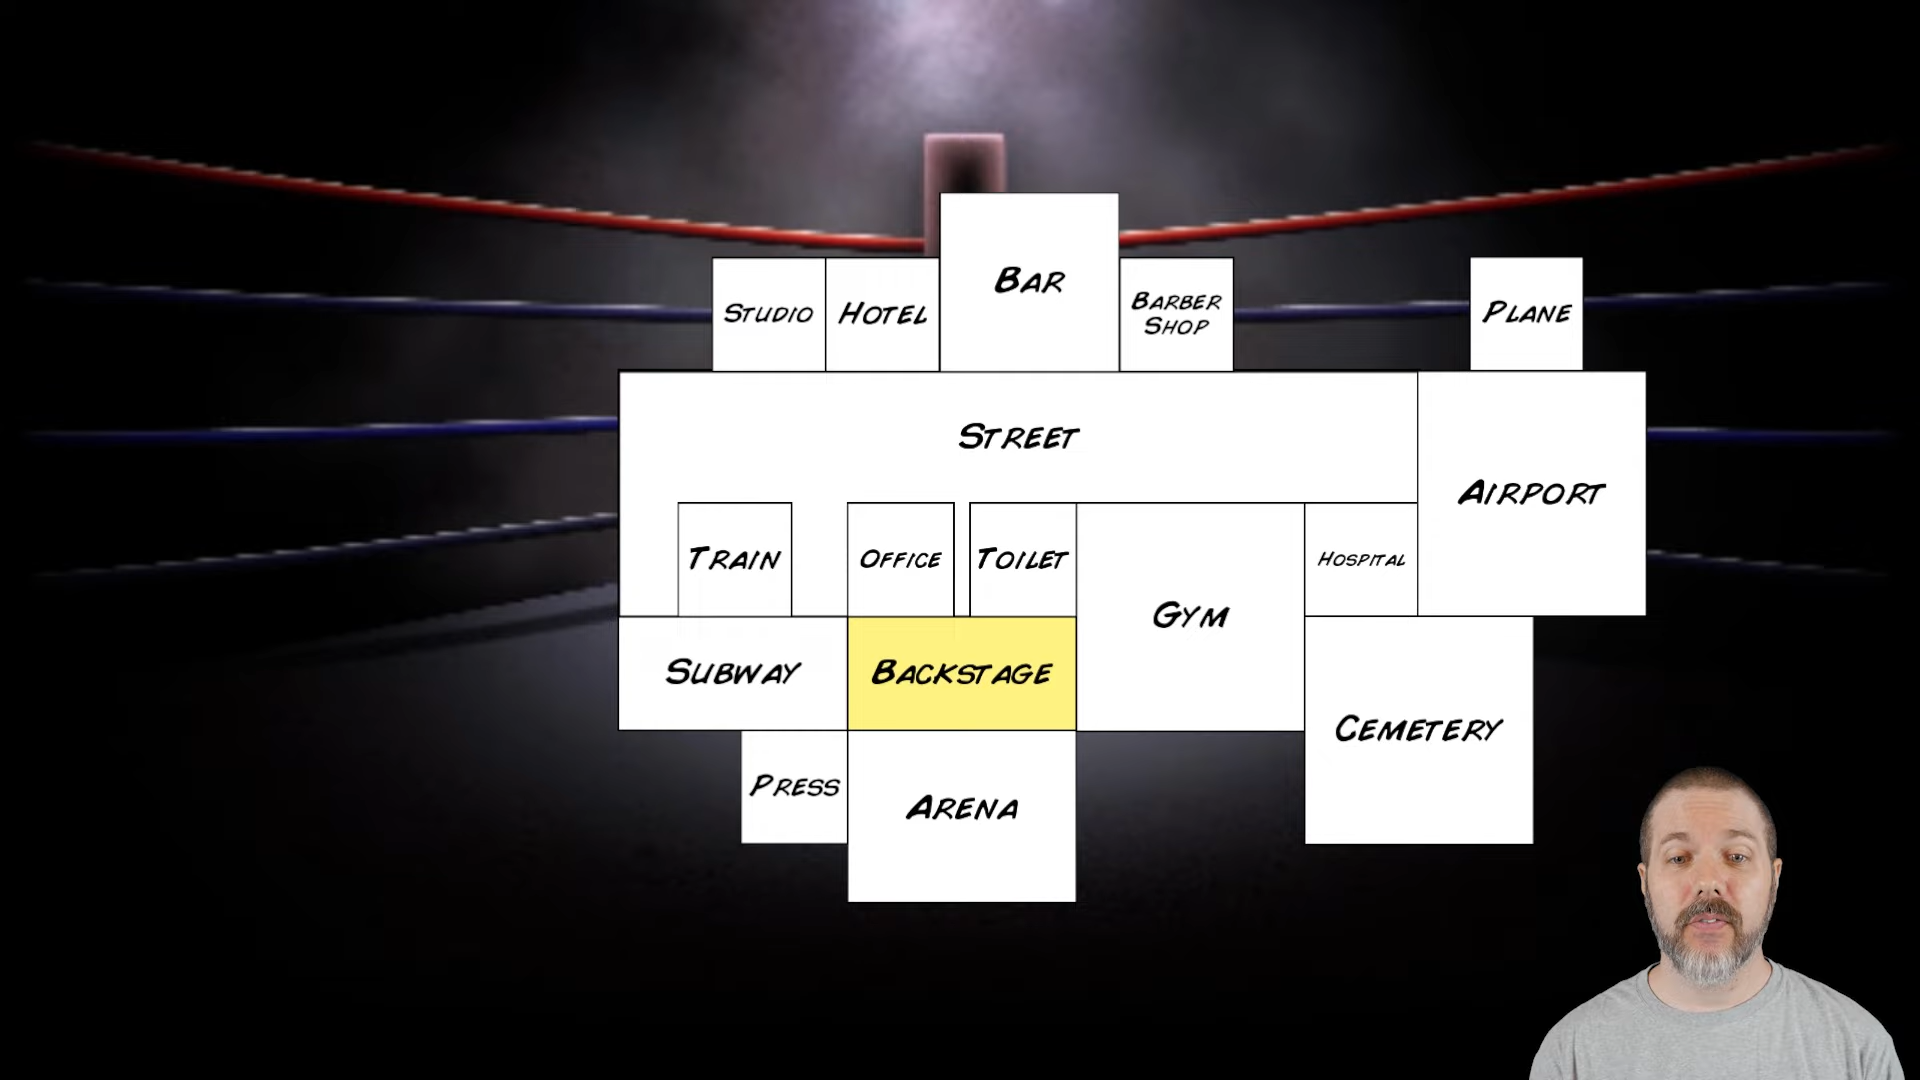 BAR
STUDIO
HOTEL
BARBER
SHOP
PLANE
STREET
AIRPORT
TRAIN
OFFICE
TOILET
HOSPITAL
GYM
SUBWAY
BACKSTAGE
CEMETERY
PRESS
ARENA